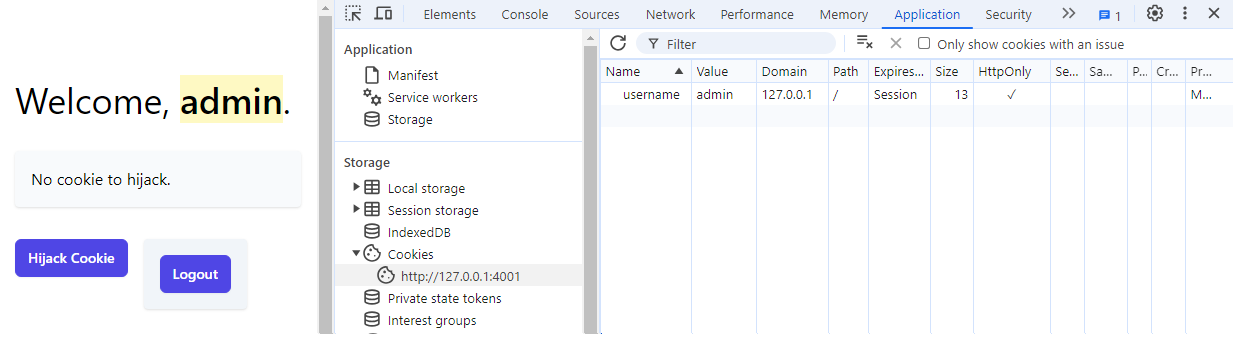 Welcome, admin.
No cookie to hijack.
Hijack Cookie
Logout
Elements Console Sources Network Performance Memory Application Security 1
Application
Manifest
Service workers
Storage
Storage
Local storage
Session storage
IndexedDB
Cookies
http://127.0.0.1:4001
Private state tokens
Interest groups
Filter Only show cookies with an issue
Name Value Domain Path Expires... Size HttpOnly Se... Sa... P... Cr... Pr...
username admin 127.0.0.1 / Session 13 ✓ M...